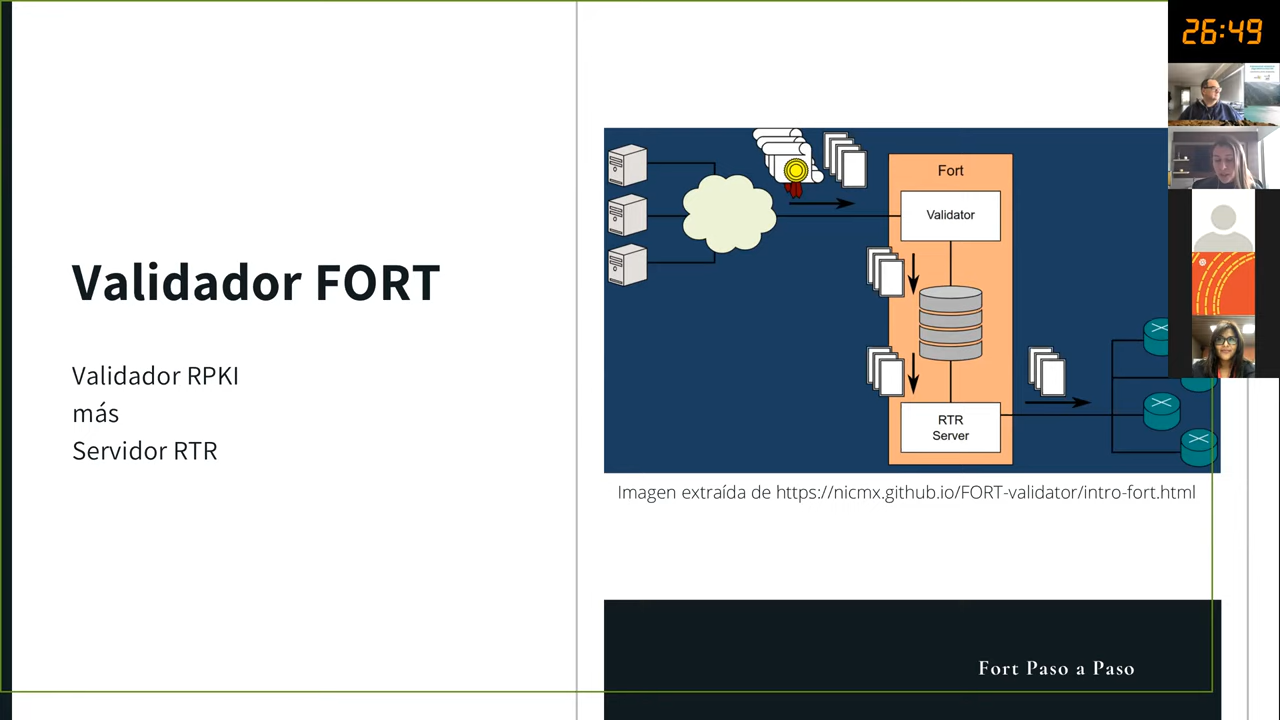 26:49
Fort
Validator
Validador FORT
Validador RPKI
más
Servidor RTR
RTR
Server
Imagen extraída de https://nicmx.github.io/FORT-validator/intro-fort.html
Fort Paso a Paso